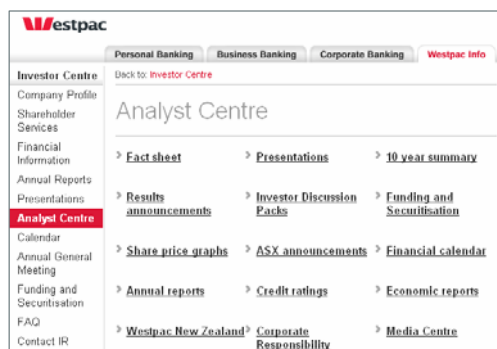 Westpac
Personal Banking Business Banking Corporate Banking Westpac Info
Investor Centre
Company Profile
Shareholder
Services
Financial
Information
Annual Reports
Presentations
Analyst Centre
Calendar
Annual General
Meeting
Funding and
Securitisation
FAQ
Contact IR
Back to: Investor Centre
Analyst Centre
Fact sheet Presentations 10 year summary
Results Investor Discussion Funding and
announcements Packs Securitisation
Share price graphs ASX announcements Financial calendar
Annual reports Credit ratings Economic reports
Westpac New Zealand Corporate Media Centre
Responsibility